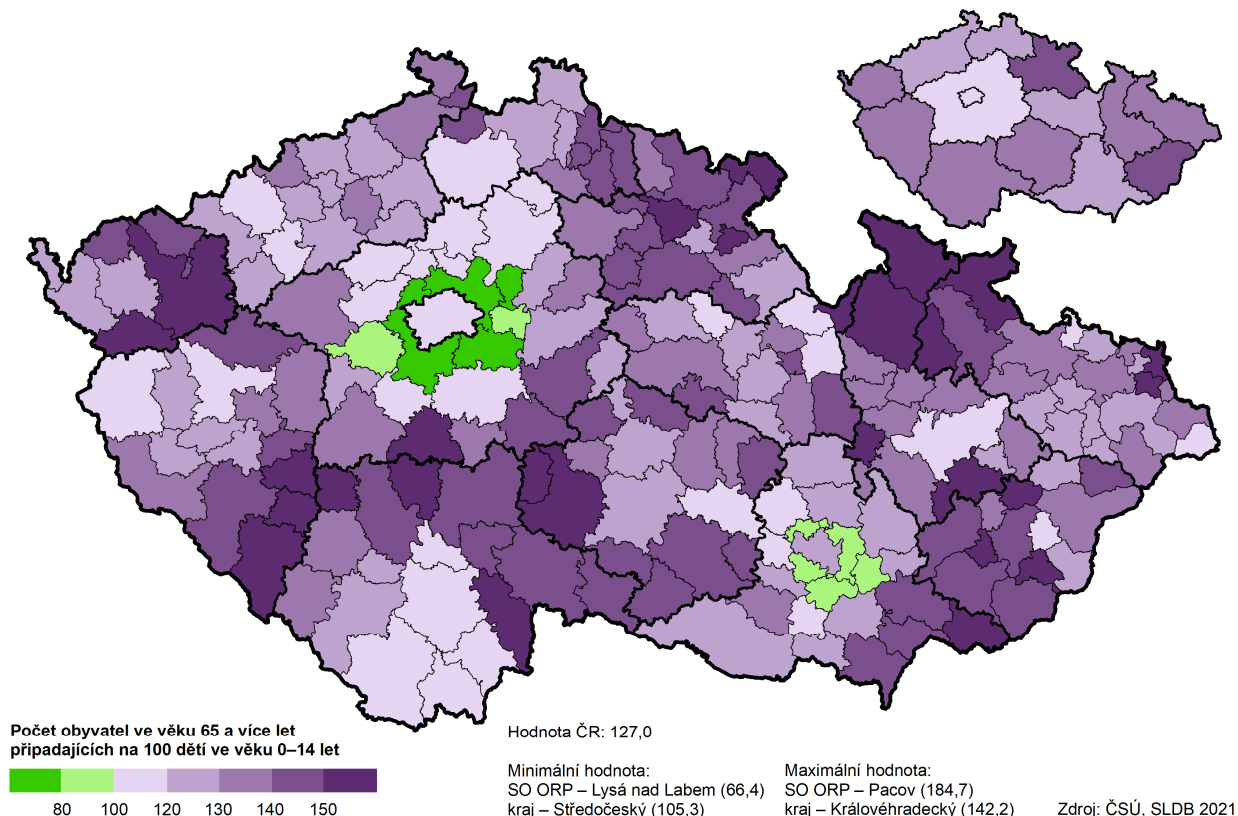 Počet obyvatel ve věku 65 a více let
připadajících na 100 dětí ve věku 0–14 let
80 100 120 130 140 150
Hodnota ČR: 127,0
Minimální hodnota:
SO ORP – Lysá nad Labem (66,4)
kraj – Středočeský (105,3)
Maximální hodnota:
SO ORP – Pacov (184,7)
kraj – Královéhradecký (142,2)
Zdroj: ČSÚ, SLDB 2021